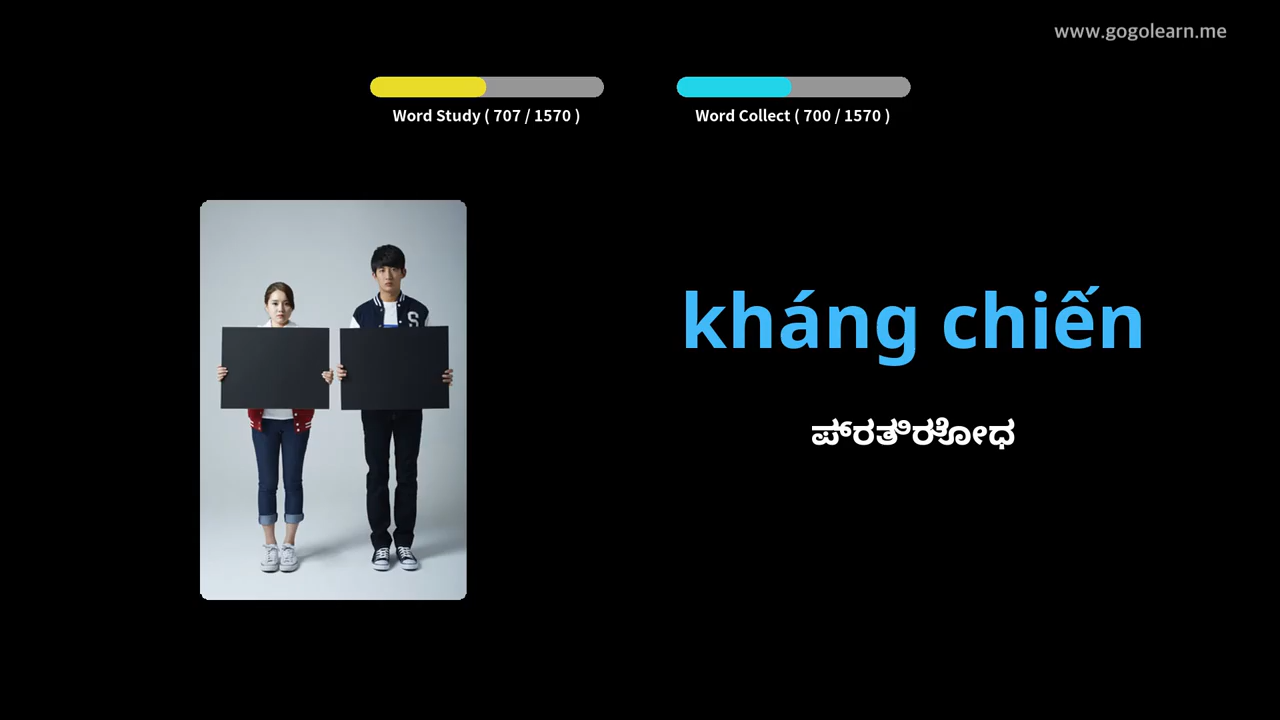 www.gogolearn.me
Word Study ( 707 / 1570 )
Word Collect ( 700 / 1570 )
S
kháng chiến
ಪ್ರತಿರೋಧ